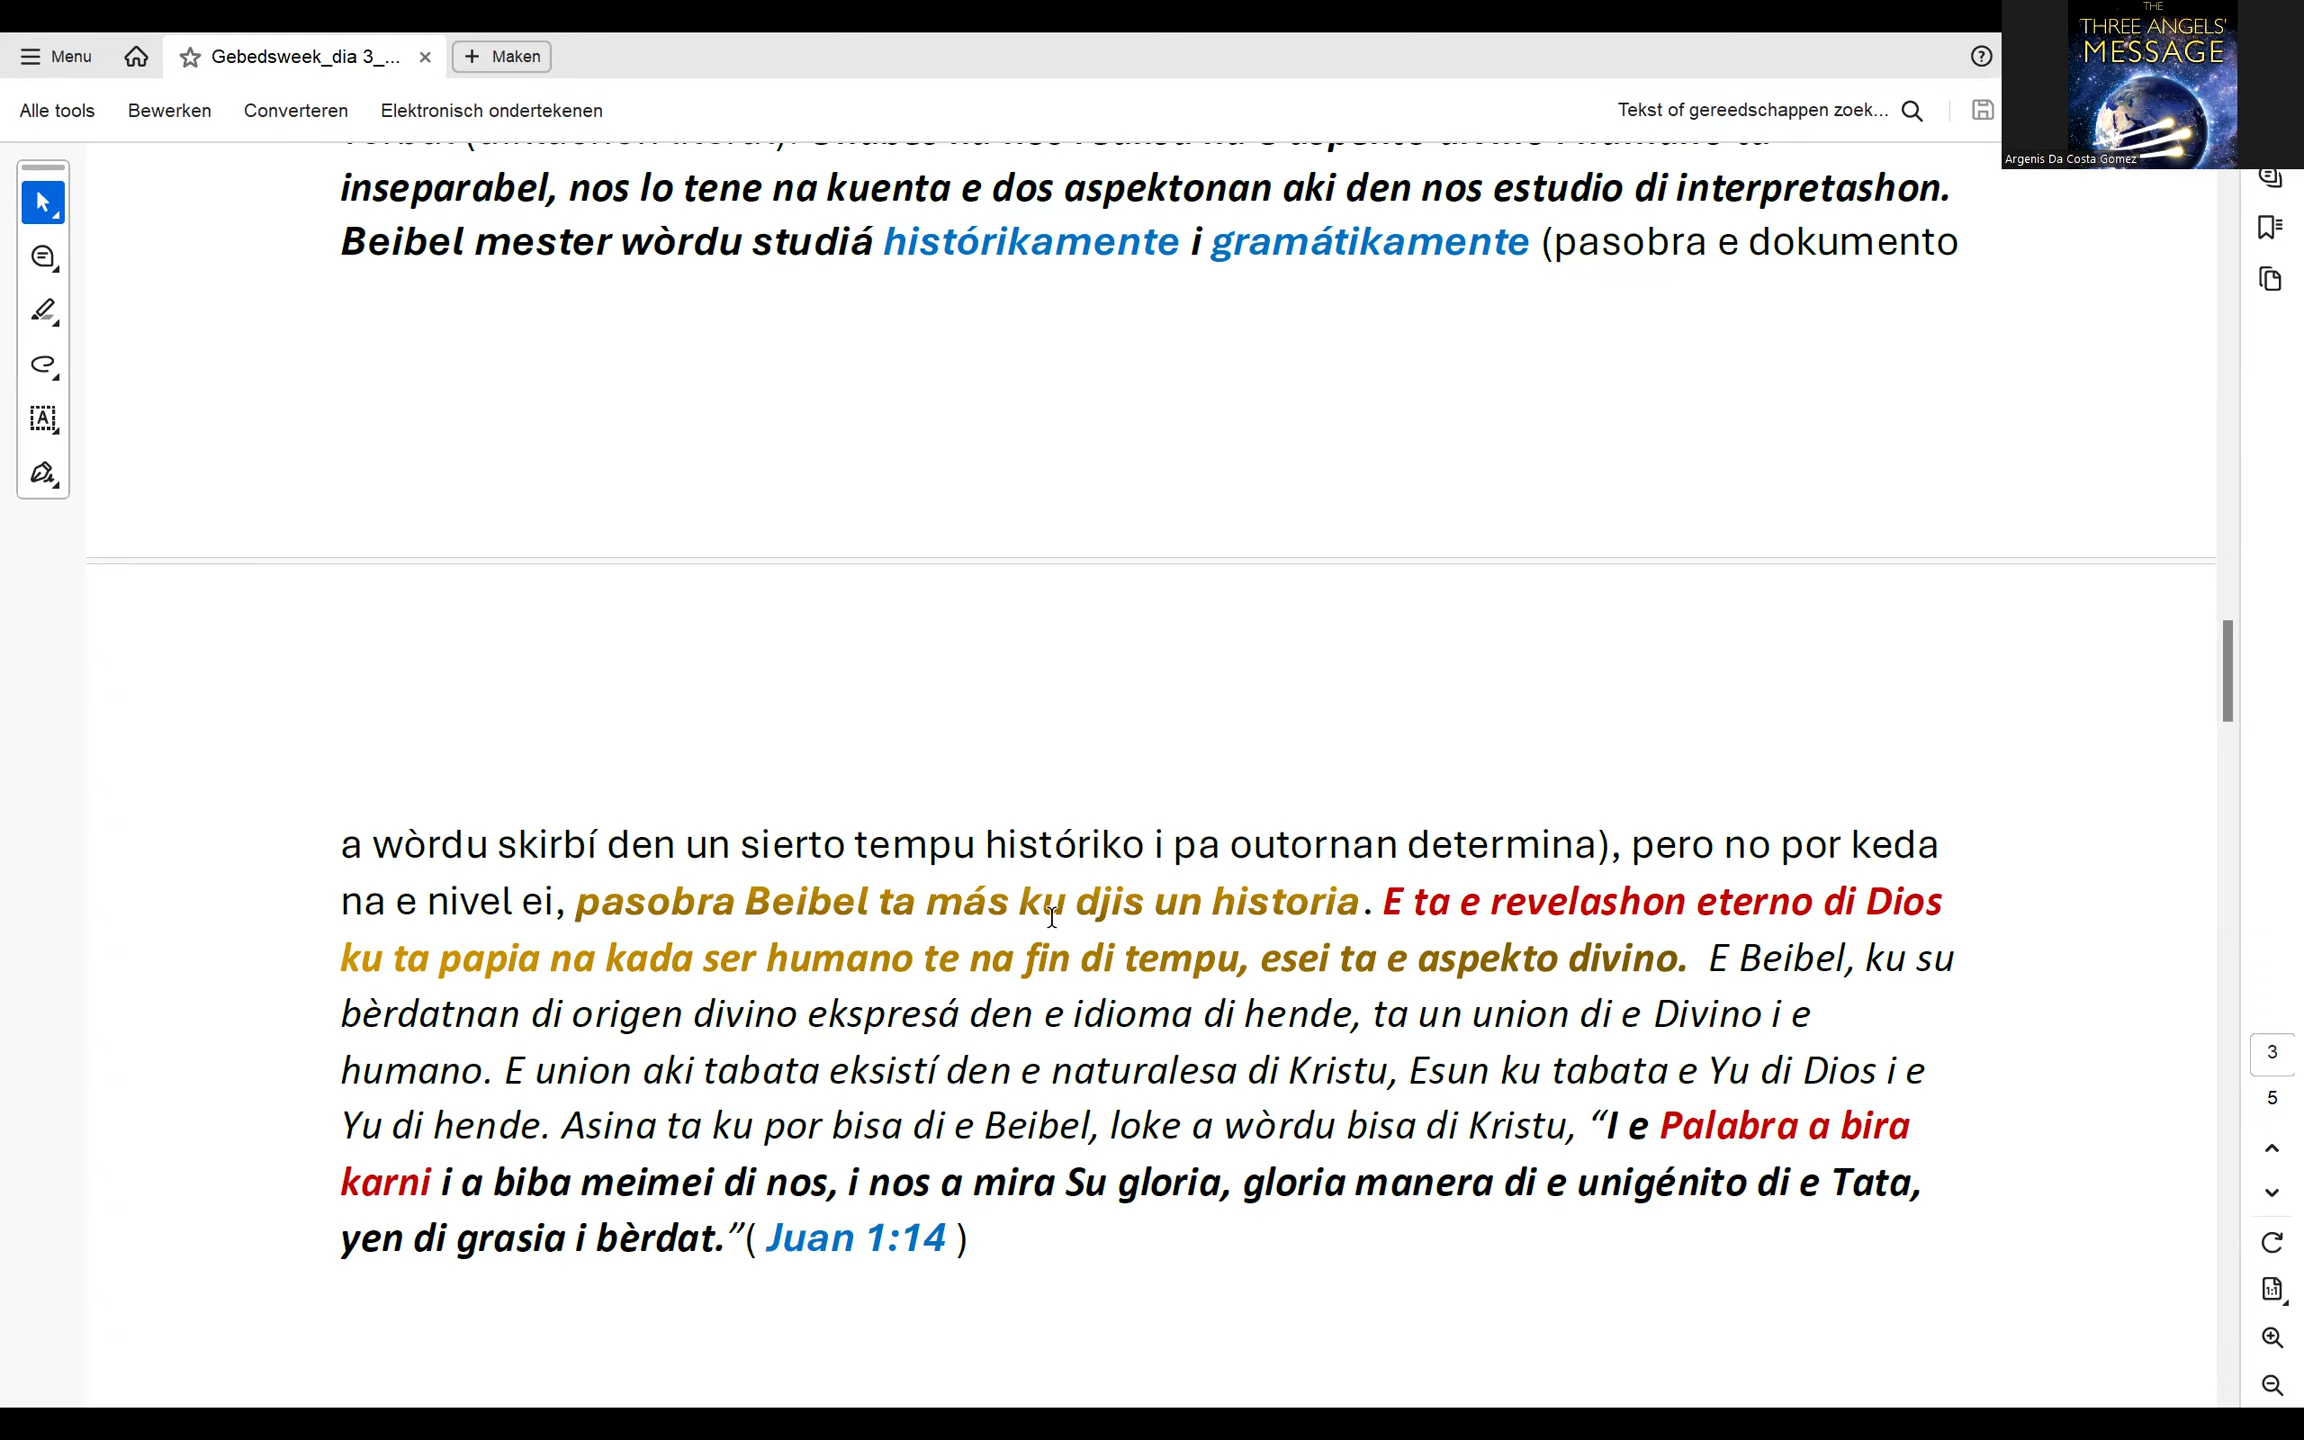 THE
THREE ANGELS'
MESSAGE
Argenis Da Costa Gomez
Menu
Gebedsweek_dia 3_...
Maken
Alle tools
Bewerken
Converteren
Elektronisch ondertekenen
Tekst of gereedschappen zoek...
inseparabel, nos lo tene na kuenta e dos aspektonan aki den nos estudio di interpretashon.
Beibel mester wòrdu studiá histórikamente i gramátikamente (pasobra e dokumento
a wòrdu skirbí den un sierto tempu históriko i pa outornan determina), pero no por keda
na e nivel ei, pasobra Beibel ta más ku djis un historia. E ta e revelashon eterno di Dios
ku ta papia na kada ser humano te na fin di tempu, esei ta e aspekto divino. E Beibel, ku su
bèrdatnan di origen divino ekspresá den e idioma di hende, ta un union di e Divino i e
humano. E union aki tabata eksistí den e naturalesa di Kristu, Esun ku tabata e Yu di Dios i e
Yu di hende. Asina ta ku por bisa di e Beibel, loke a wòrdu bisa di Kristu, “I e Palabra a bira
karni i a biba meimei di nos, i nos a mira Su gloria, gloria manera di e unigénito di e Tata,
yen di grasia i bèrdat.”( Juan 1:14 )
3
5